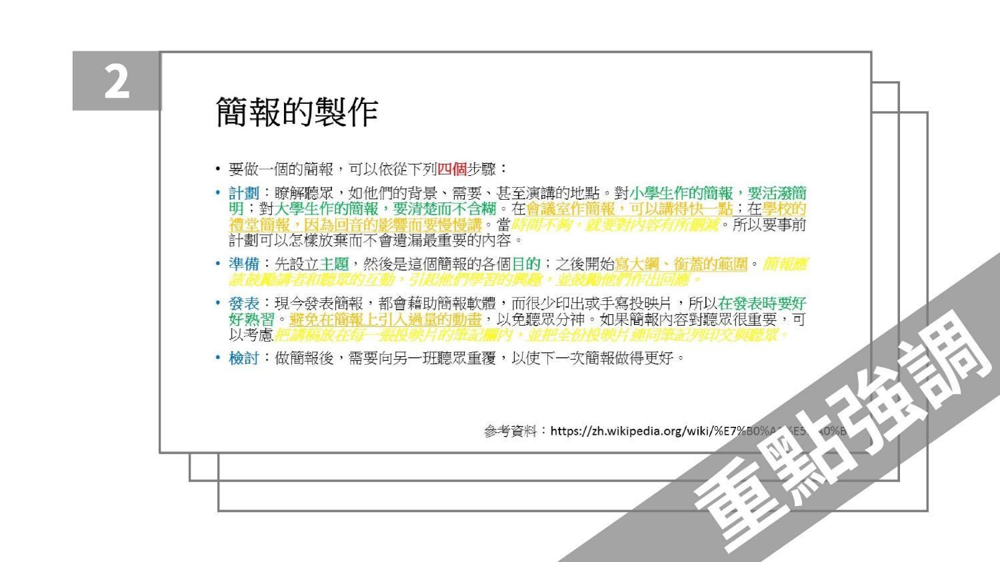 2
簡報的製作
• 要做一個的簡報，可以依從下列四個步驟：
• 計劃：瞭解聽眾，如他們的背景、需要、甚至演講的地點。對小學生作的簡報，要活潑簡
明；對大學生作的簡報，要清楚而不含糊。在會議室作簡報，可以講得快一點；在學校的
禮堂簡報，因為回音的影響而要慢慢講。當時間不夠，就要對內容有所刪減。所以要事前
計劃可以怎樣放棄而不會遺漏最重要的內容。
• 準備：先設立主題，然後是這個簡報的各個目的；之後開始寫大綱、銜蓋的範圍。簡報應
該鼓勵講者和聽眾的互動，引起他們學習的興趣，並鼓勵他們作出回應。
• 發表：現今發表簡報，都會藉助簡報軟體，而很少印出或手寫投映片，所以在發表時要好
好熟習。避免在簡報上引入過量的動畫，以免聽眾分神。如果簡報內容對聽眾很重要，可
以考慮把講稿放在每一張投映片的筆記欄內，並把全份投映片連同筆記列印交與聽眾。
• 檢討：做簡報後，需要向另一班聽眾重覆，以使下一次簡報做得更好。
參考資料：https://zh.wikipedia.org/wiki/%E7%B0%A
重點強調